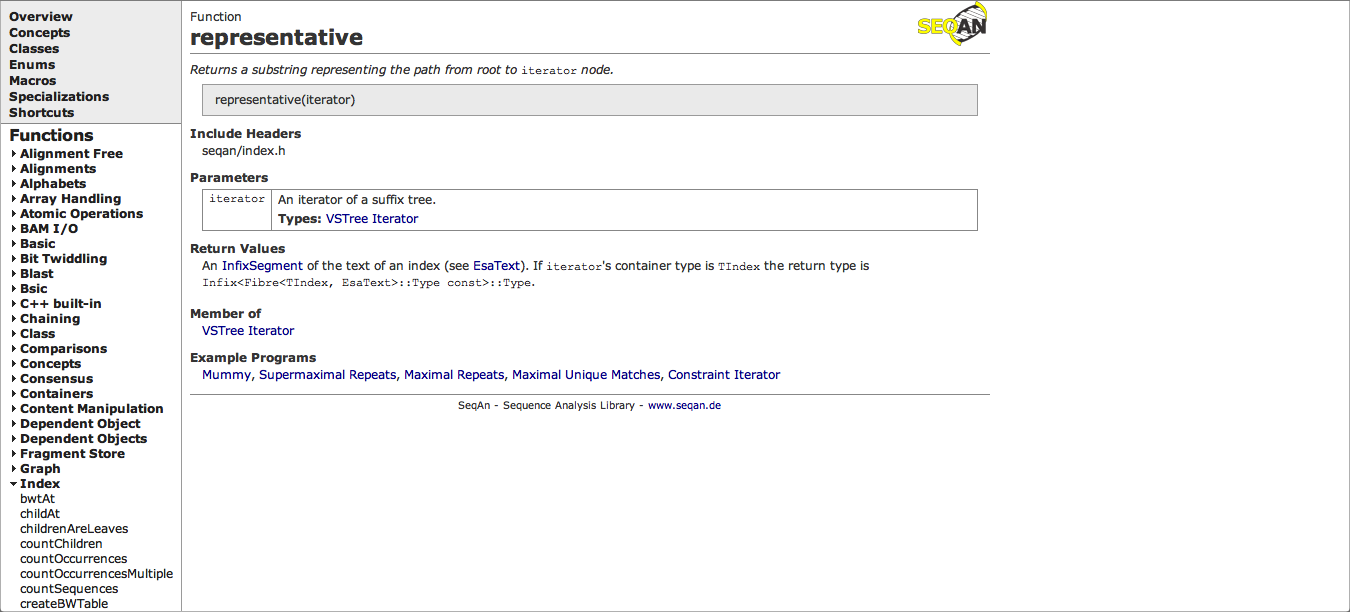 Overview
Concepts
Classes
Enums
Macros
Specializations
Shortcuts
Functions
Alignment Free
Alignments
Alphabets
Array Handling
Atomic Operations
BAM I/O
Basic
Bit Twiddling
Blast
Bsic
C++ built-in
Chaining
Class
Comparisons
Concepts
Consensus
Containers
Content Manipulation
Dependent Object
Dependent Objects
Fragment Store
Graph
Index
bwtAt
childAt
childrenAreLeaves
countChildren
countOccurrences
countOccurrencesMultiple
countSequences
createBWTable
Function
representative
SEQAN
Returns a substring representing the path from root to iterator node.
representative(iterator)
Include Headers
seqan/index.h
Parameters
iterator An iterator of a suffix tree.
Types: VSTree Iterator
Return Values
An InfixSegment of the text of an index (see EsaText). If iterator's container type is TIndex the return type is
Infix<Fibre<TIndex, EsaText>::Type const>::Type.
Member of
VSTree Iterator
Example Programs
Mummy, Supermaximal Repeats, Maximal Repeats, Maximal Unique Matches, Constraint Iterator
SeqAn - Sequence Analysis Library - www.seqan.de